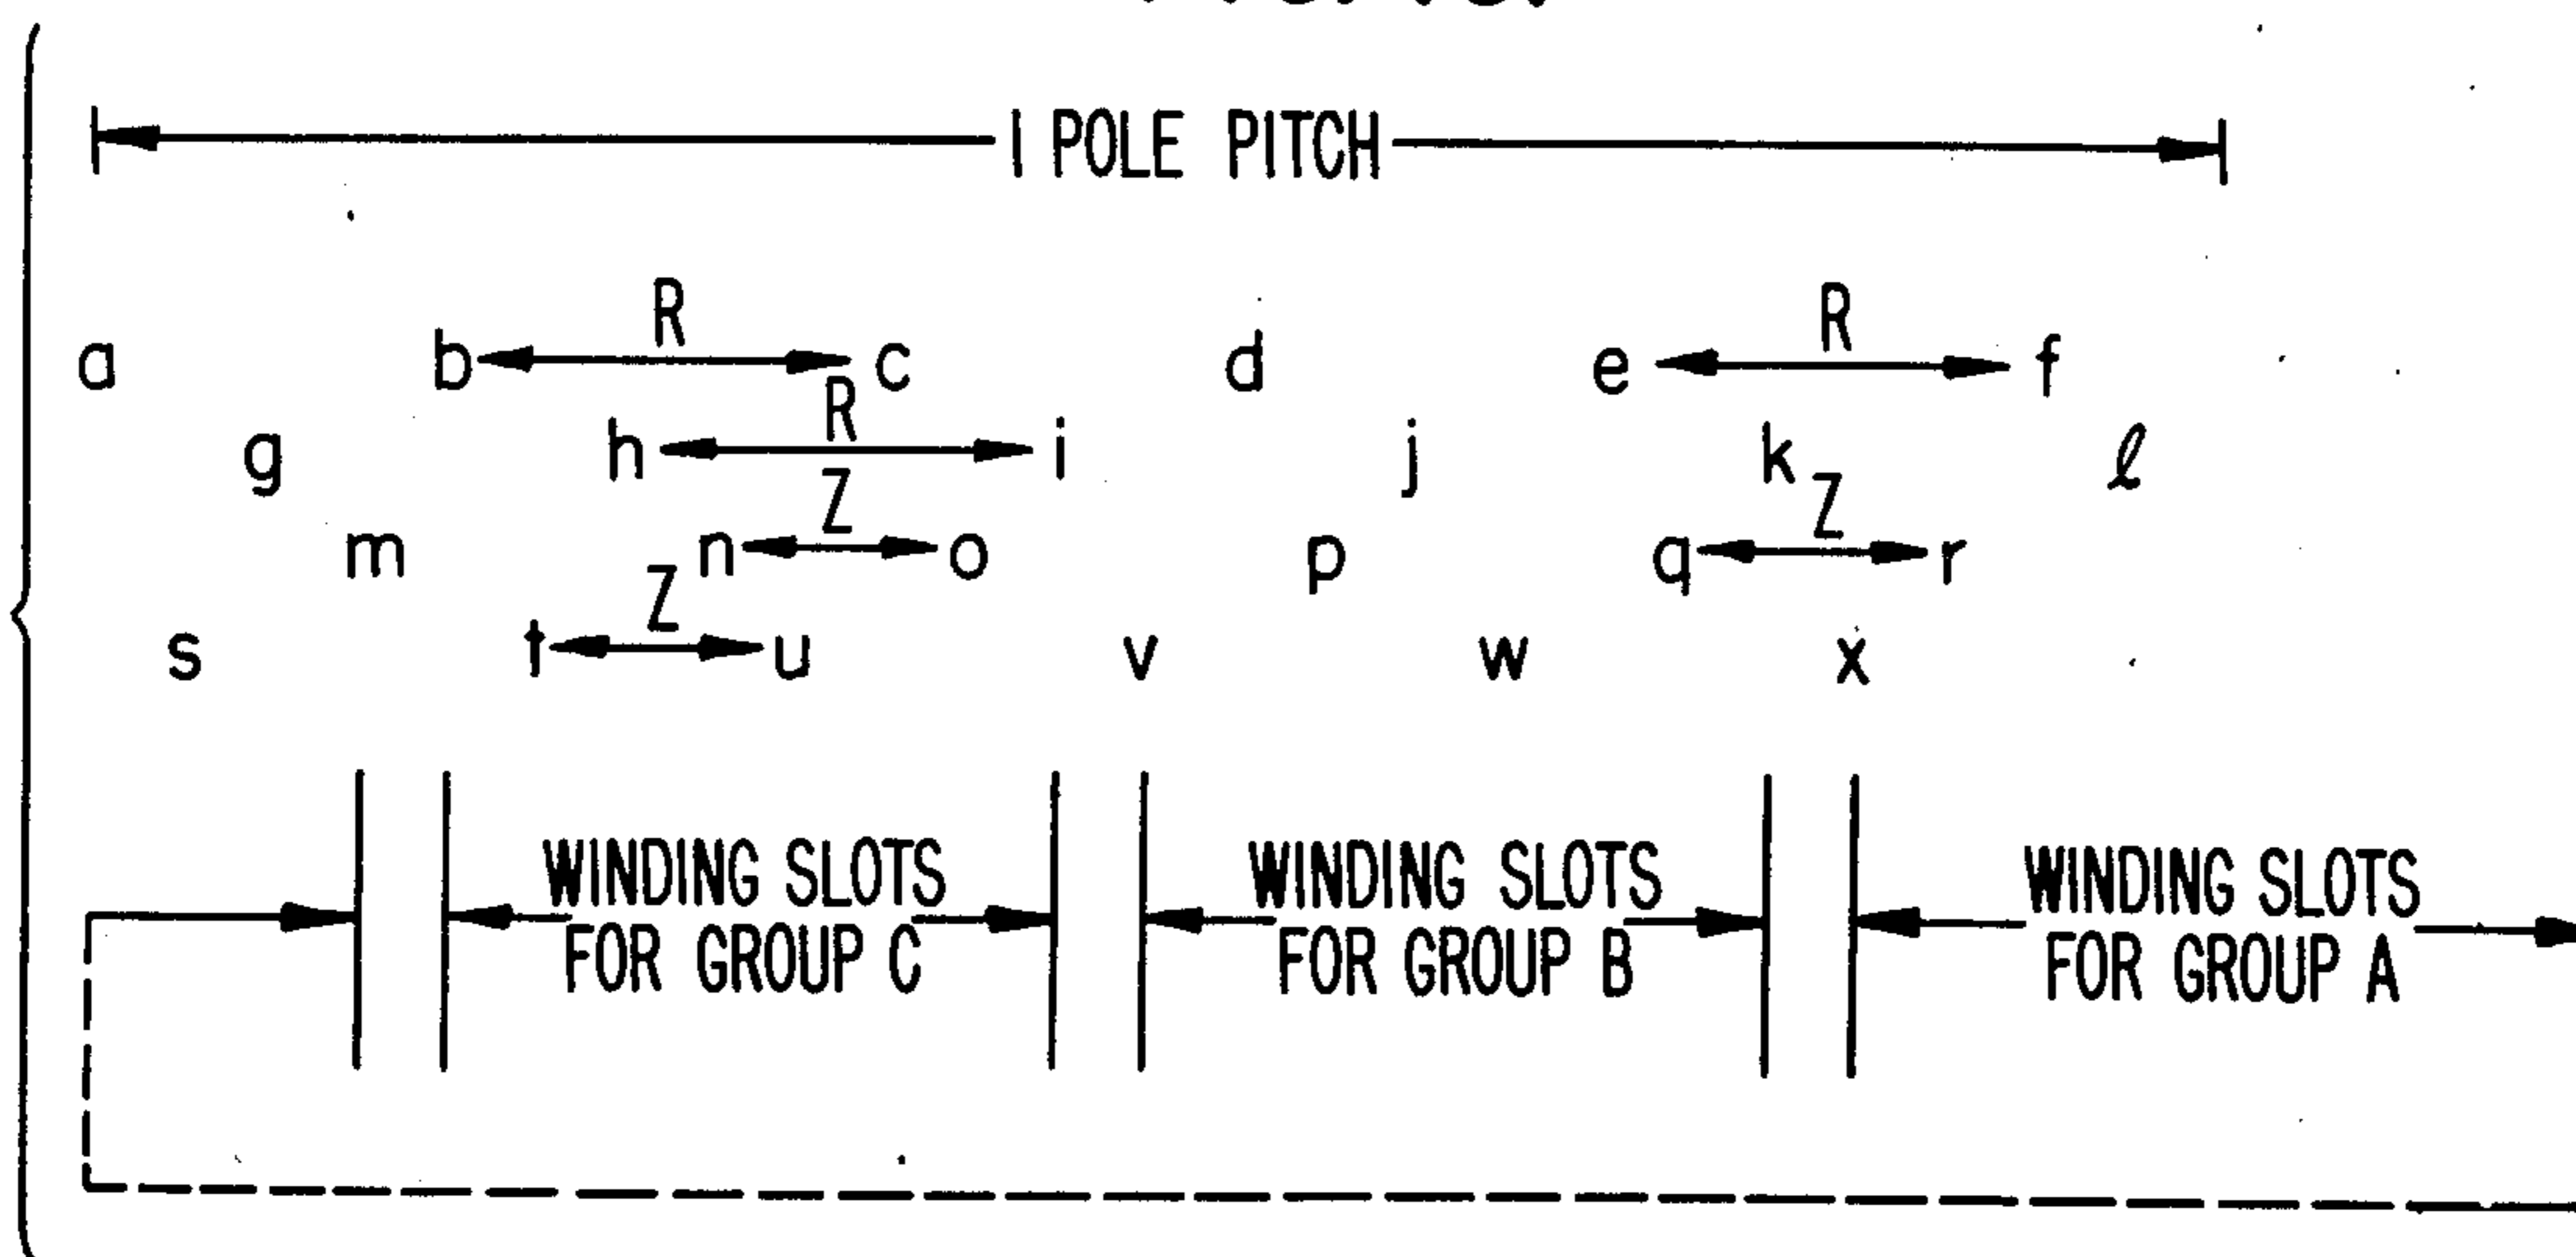 1 POLE PITCH
R R
a b c d e f
R
g h i j k ℓ
Z Z
m n o p q r
Z
s t u v w x
WINDING SLOTS WINDING SLOTS WINDING SLOTS
FOR GROUP C FOR GROUP B FOR GROUP A